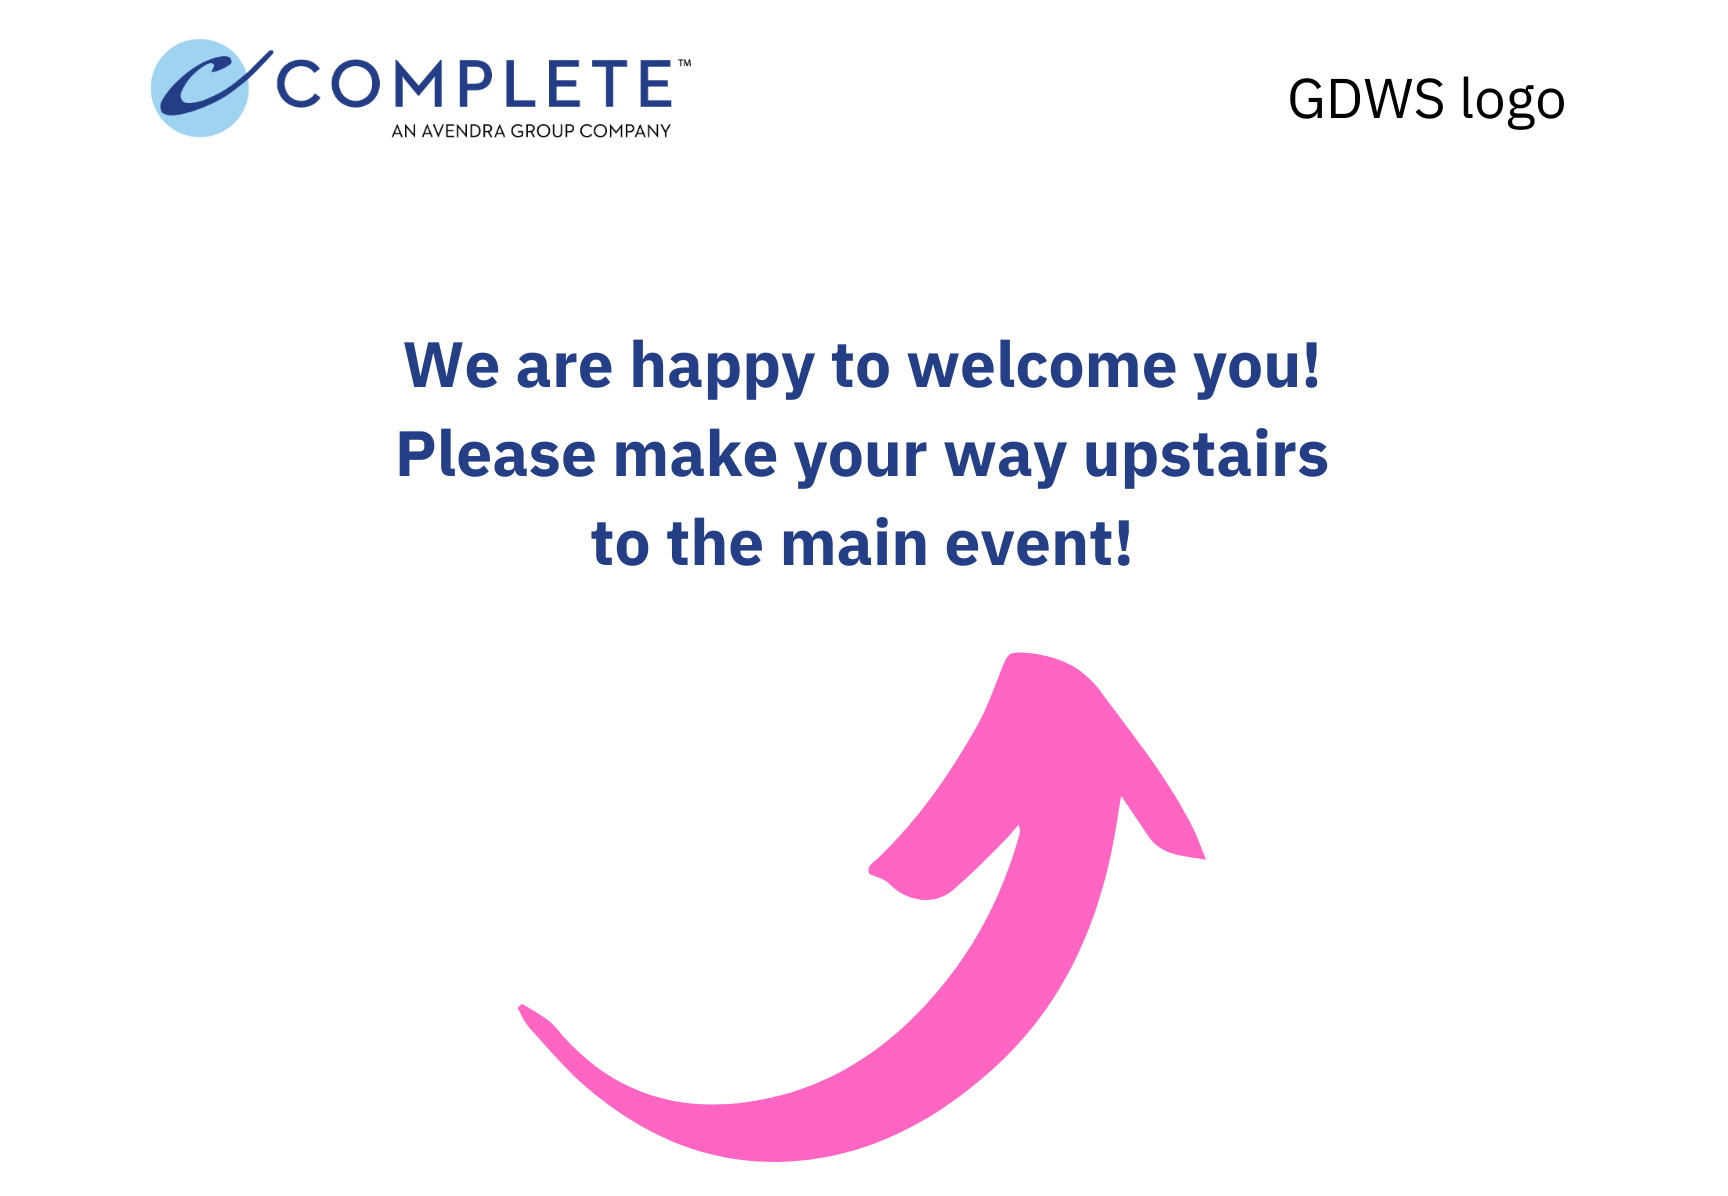 COMPLETE™
AN AVENDRA GROUP COMPANY
GDWS logo
We are happy to welcome you!
Please make your way upstairs
to the main event!